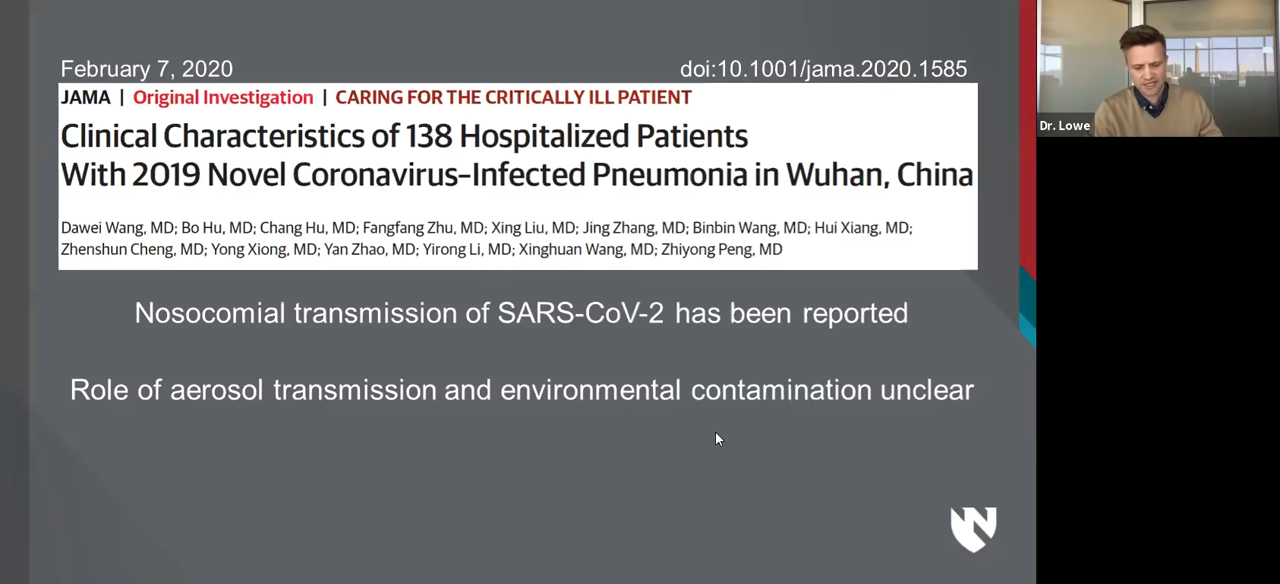 February 7, 2020
doi:10.1001/jama.2020.1585
JAMA | Original Investigation | CARING FOR THE CRITICALLY ILL PATIENT
Clinical Characteristics of 138 Hospitalized Patients
With 2019 Novel Coronavirus–Infected Pneumonia in Wuhan, China
Dawei Wang, MD; Bo Hu, MD; Chang Hu, MD; Fangfang Zhu, MD; Xing Liu, MD; Jing Zhang, MD; Binbin Wang, MD; Hui Xiang, MD;
Zhenshun Cheng, MD; Yong Xiong, MD; Yan Zhao, MD; Yirong Li, MD; Xinghuan Wang, MD; Zhiyong Peng, MD
Nosocomial transmission of SARS-CoV-2 has been reported
Role of aerosol transmission and environmental contamination unclear
Dr. Lowe